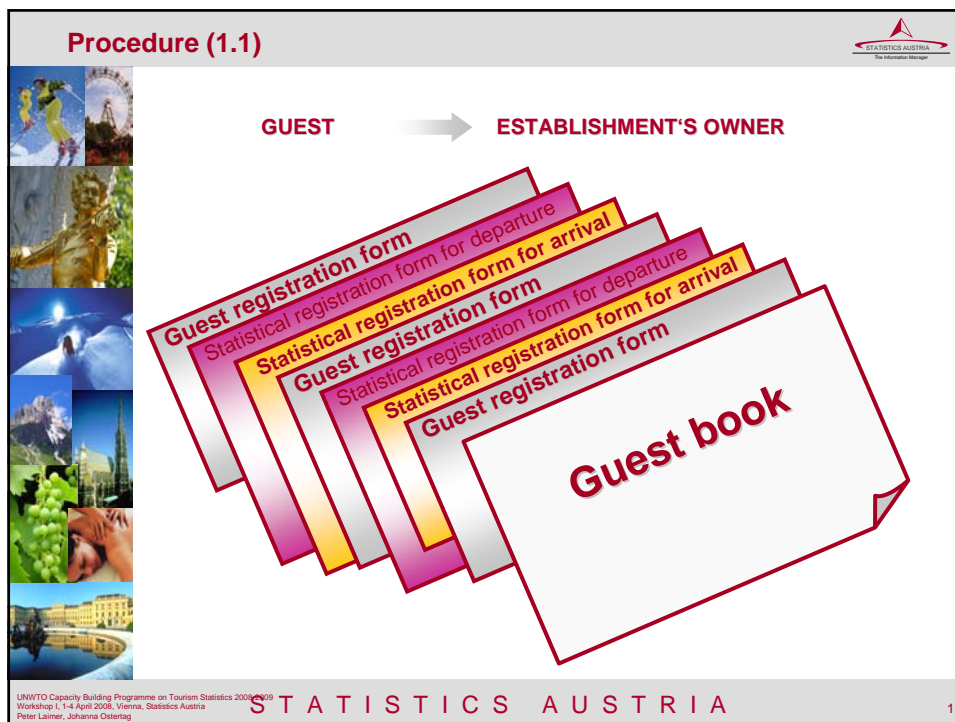 Procedure (1.1)
STATISTICS AUSTRIA
The Information Manager
GUEST
ESTABLISHMENT'S OWNER
Guest registration form
Statistical registration form for departure
Statistical registration form for arrival
Guest registration form
Statistical registration form for departure
Statistical registration form for arrival
Guest registration form
Guest book
UNWTO Capacity Building Programme on Tourism Statistics 2008-2009
Workshop I, 1-4 April 2008, Vienna, Statistics Austria
Peter Laimer, Johanna Ostertag
STATISTICS AUSTRIA
1